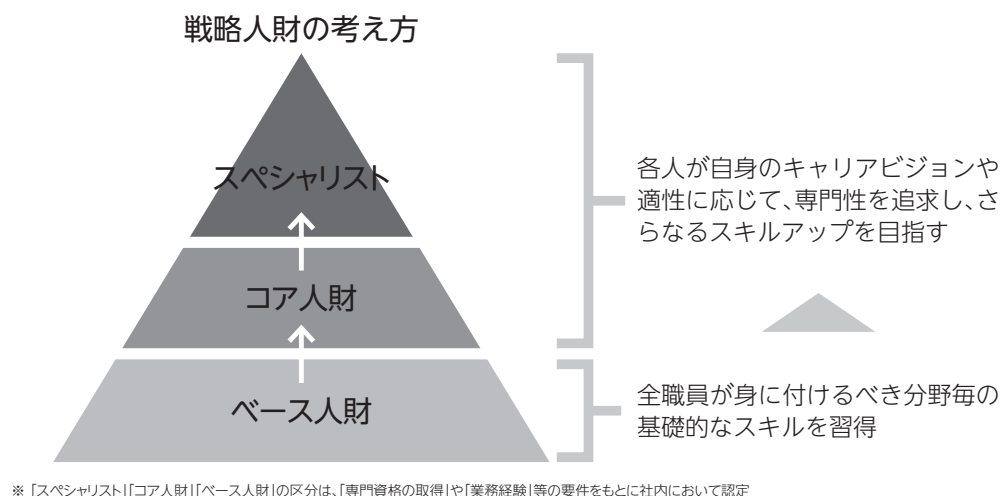 戦略人財の考え方
スペシャリスト
コア人財
ベース人財
各人が自身のキャリアビジョンや
適性に応じて、専門性を追求し、さ
らなるスキルアップを目指す
全職員が身に付けるべき分野毎の
基礎的なスキルを習得
※「スペシャリスト」「コア人財」「ベース人財」の区分は、「専門資格の取得」や「業務経験」等の要件をもとに社内において認定